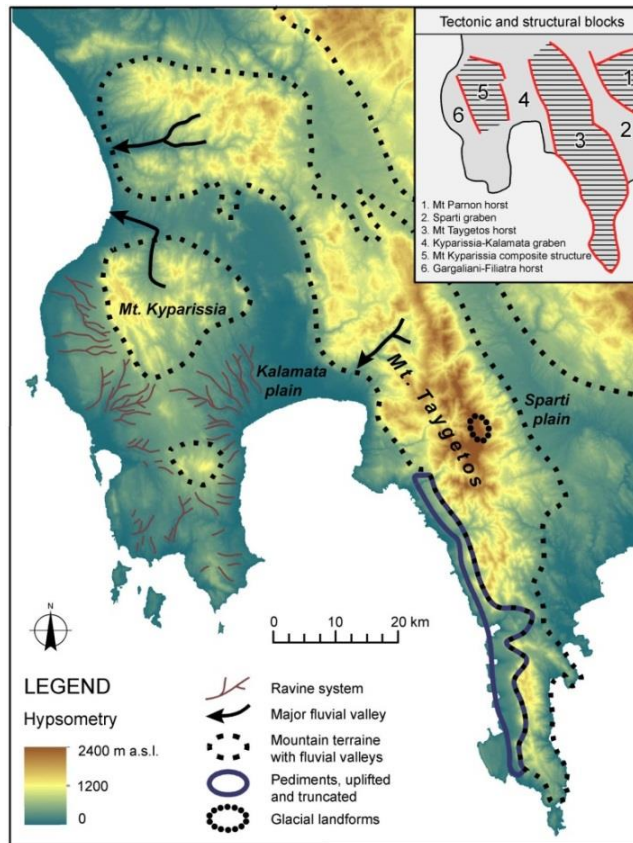 Tectonic and structural blocks
1
2
3
4
5
6
1. Mt Parnon horst
2. Sparti graben
3. Mt Taygetos horst
4. Kyparissia-Kalamata graben
5. Mt Kyparissia composite structure
6. Gargaliani-Filiatra horst
Mt. Kyparissia
Kalamata
plain
Mt. Taygetos
Sparti
plain
N
0 10 20 km
LEGEND
Hypsometry
2400 m a.s.l.
1200
0
Ravine system
Major fluvial valley
Mountain terraine
with fluvial valleys
Pediments, uplifted
and truncated
Glacial landforms